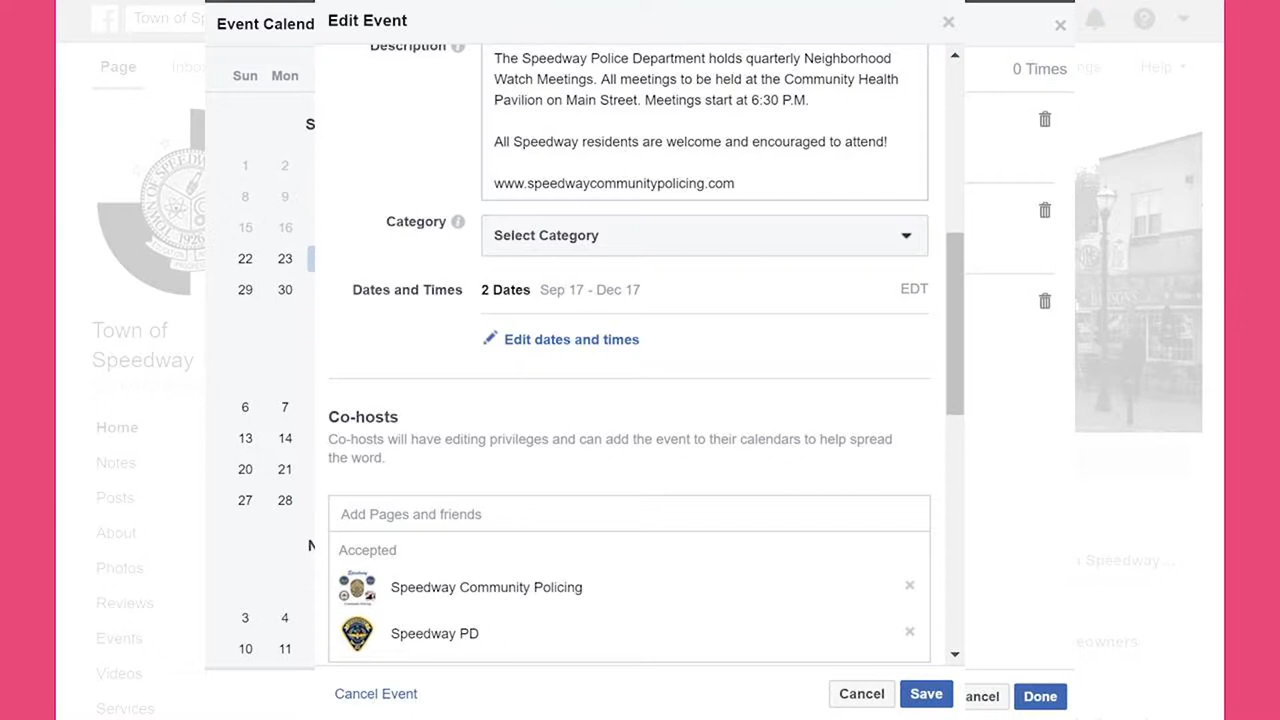 Town of Sp
Event Calend
Edit Event
Page
Inbo
Help
Sun Mon
0 Times
Description
The Speedway Police Department holds quarterly Neighborhood
Watch Meetings. All meetings to be held at the Community Health
Pavilion on Main Street. Meetings start at 6:30 P.M.
All Speedway residents are welcome and encouraged to attend!
www.speedwaycommunitypolicing.com
S
1 2
8 9
15 16
22 23
29 30
Category
Select Category
Dates and Times
2 Dates Sep 17 - Dec 17
EDT
Edit dates and times
Town of
Speedway
6 7
13 14
20 21
27 28
N
3 4
10 11
Co-hosts
Co-hosts will have editing privileges and can add the event to their calendars to help spread
the word.
Add Pages and friends
Accepted
Speedway Community Policing
Speedway PD
Home
Notes
Posts
About
Photos
Reviews
Events
Videos
Services
Speedway...
eowners
Cancel Event
Cancel
Save
ancel
Done